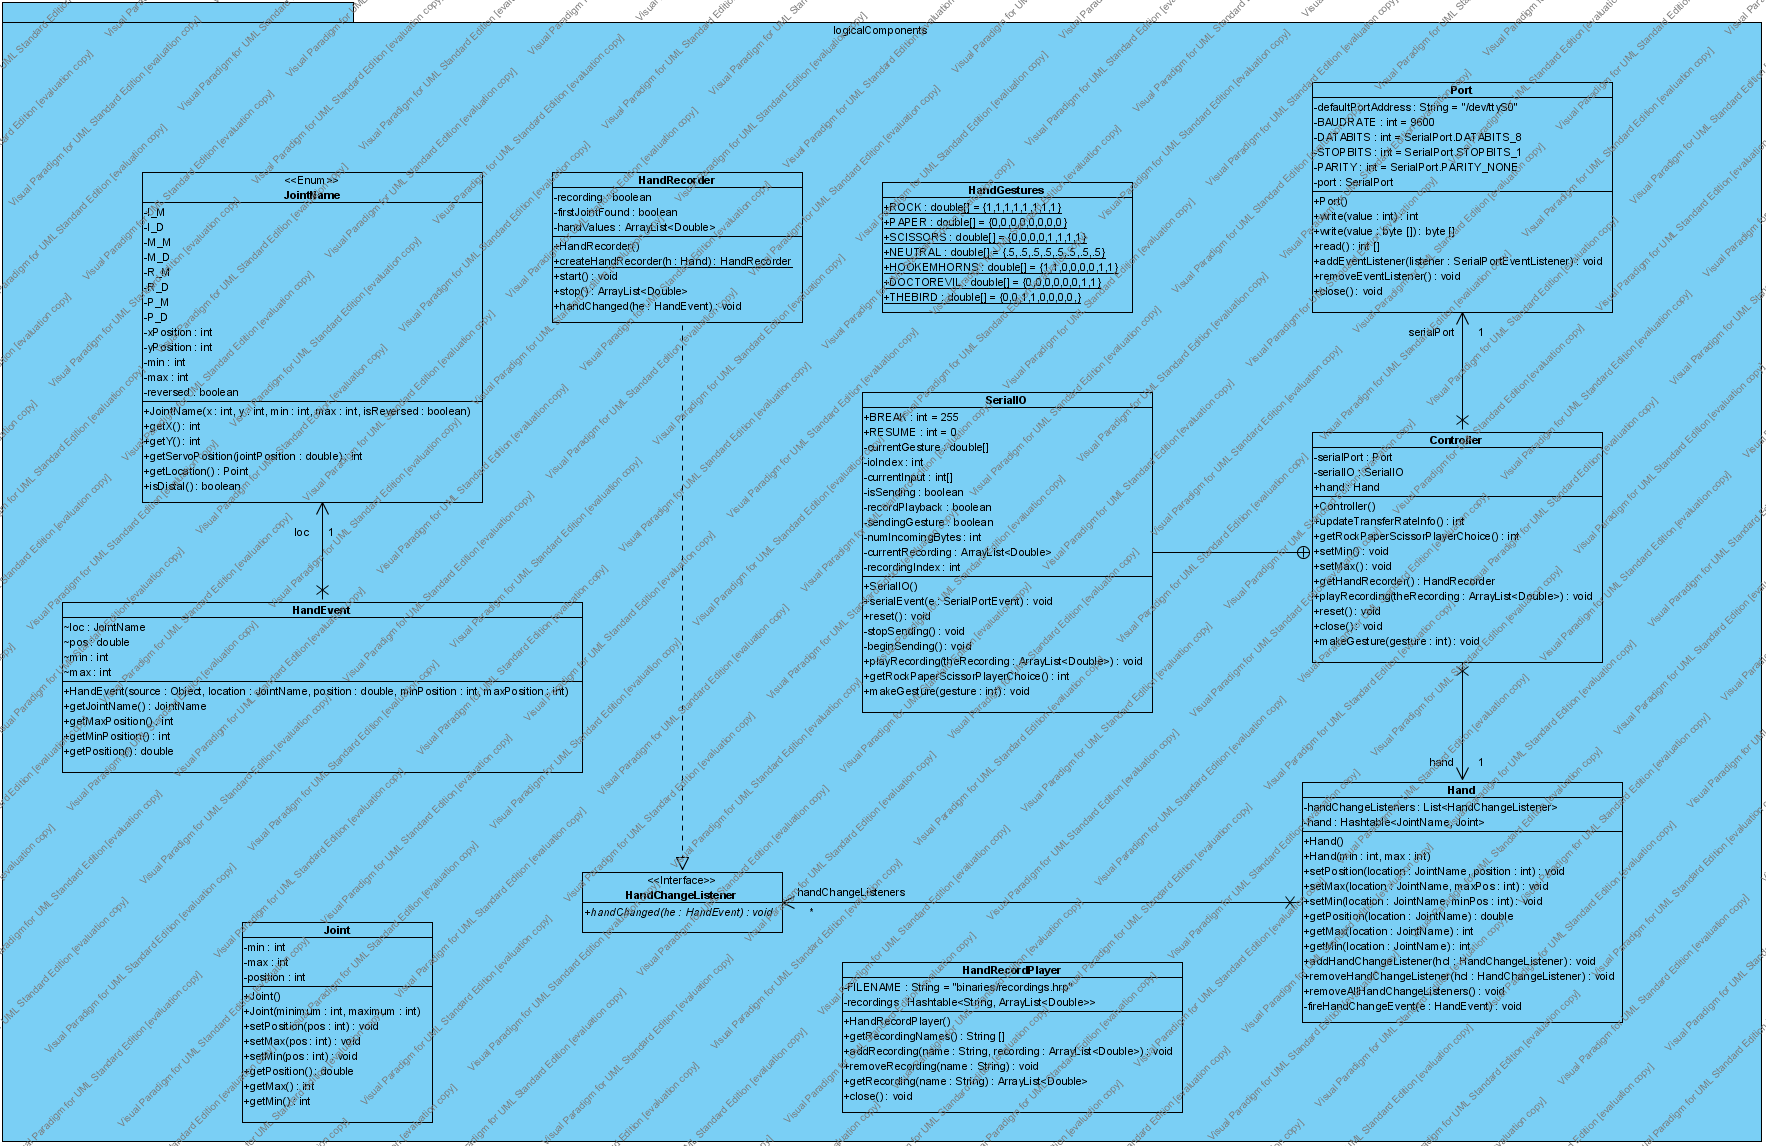 logicalComponents
Port
-defaultPortAddress : String = "/dev/ttyS0"
-BAUDRATE : int = 9600
-DATABITS : int = SerialPort.DATABITS_8
-STOPBITS : int = SerialPort.STOPBITS_1
-PARITY : int = SerialPort.PARITY_NONE
-port : SerialPort
+Port()
+write(value : int) : int
+write(value : byte []) : byte []
+read() : int []
+addEventListener(listener : SerialPortEventListener) : void
+removeEventListener() : void
+close() : void
<<Enum>>
JointName
-I_M
-I_D
-M_M
-M_D
-R_M
-R_D
-P_M
-P_D
-xPosition : int
-yPosition : int
-min : int
-max : int
-reversed : boolean
+JointName(x : int, y : int, min : int, max : int, isReversed : boolean)
+getX() : int
+getY() : int
+getServoPosition(jointPosition : double) : int
+getLocation() : Point
+isDistal() : boolean
HandRecorder
-recording : boolean
-firstJointFound : boolean
-handValues : ArrayList<Double>
+HandRecorder()
+createHandRecorder(h : Hand) : HandRecorder
+start() : void
+stop() : ArrayList<Double>
+handChanged(he : HandEvent) : void
HandGestures
+ROCK : double[] = {1,1,1,1,1,1,1,1}
+PAPER : double[] = {0,0,0,0,0,0,0,0}
+SCISSORS : double[] = {0,0,0,0,1,1,1,1}
+NEUTRAL : double[] = {.5,.5,.5,.5,.5,.5,.5,.5}
+HOOKEMHORNS : double[] = {1,1,0,0,0,0,1,1}
+DOCTOREVIL : double[] = {0,0,0,0,0,0,1,1}
+THEBIRD : double[] = {0,0,1,1,0,0,0,0,}
serialPort 1
SerialIO
+BREAK : int = 255
+RESUME : int = 0
-currentGesture : double[]
-ioIndex : int
-currentInput : int[]
-isSending : boolean
-recordPlayback : boolean
-sendingGesture : boolean
-numIncomingBytes : int
-currentRecording : ArrayList<Double>
-recordingIndex : int
+SerialIO()
+serialEvent(e : SerialPortEvent) : void
+reset() : void
-stopSending() : void
-beginSending() : void
+playRecording(theRecording : ArrayList<Double>) : void
+getRockPaperScissorPlayerChoice() : int
+makeGesture(gesture : int) : void
Controller
-serialPort : Port
-serialIO : SerialIO
+hand : Hand
+Controller()
+updateTransferRateInfo() : int
+getRockPaperScissorPlayerChoice() : int
+setMin() : void
+setMax() : void
+getHandRecorder() : HandRecorder
+playRecording(theRecording : ArrayList<Double>) : void
+reset() : void
+close() : void
+makeGesture(gesture : int) : void
loc 1
HandEvent
~loc : JointName
~pos : double
~min : int
~max : int
+HandEvent(source : Object, location : JointName, position : double, minPosition : int, maxPosition : int)
+getJointName() : JointName
+getMaxPosition() : int
+getMinPosition() : int
+getPosition() : double
hand 1
Hand
-handChangeListeners : List<HandChangeListener>
-hand : Hashtable<JointName, Joint>
+Hand()
+Hand(min : int, max : int)
+setPosition(location : JointName, position : int) : void
+setMax(location : JointName, maxPos : int) : void
+setMin(location : JointName, minPos : int) : void
+getPosition(location : JointName) : double
+getMax(location : JointName) : int
+getMin(location : JointName) : int
+addHandChangeListener(hcl : HandChangeListener) : void
+removeHandChangeListener(hcl : HandChangeListener) : void
+removeAllHandChangeListeners() : void
-fireHandChangeEvent(e : HandEvent) : void
<<Interface>>
HandChangeListener
+handChanged(he : HandEvent) : void
handChangeListeners
*
Joint
-min : int
-max : int
-position : int
+Joint()
+Joint(minimum : int, maximum : int)
+setPosition(pos : int) : void
+setMax(pos : int) : void
+setMin(pos : int) : void
+getPosition() : double
+getMax() : int
+getMin() : int
HandRecordPlayer
-FILENAME : String = "binaries/recordings.hrp"
-recordings : Hashtable<String, ArrayList<Double>>
+HandRecordPlayer()
+getRecordingNames() : String []
+addRecording(name : String, recording : ArrayList<Double>) : void
+removeRecording(name : String) : void
+getRecording(name : String) : ArrayList<Double>
+close() : void
Visual Paradigm for UML Standard Edition [evaluation copy]